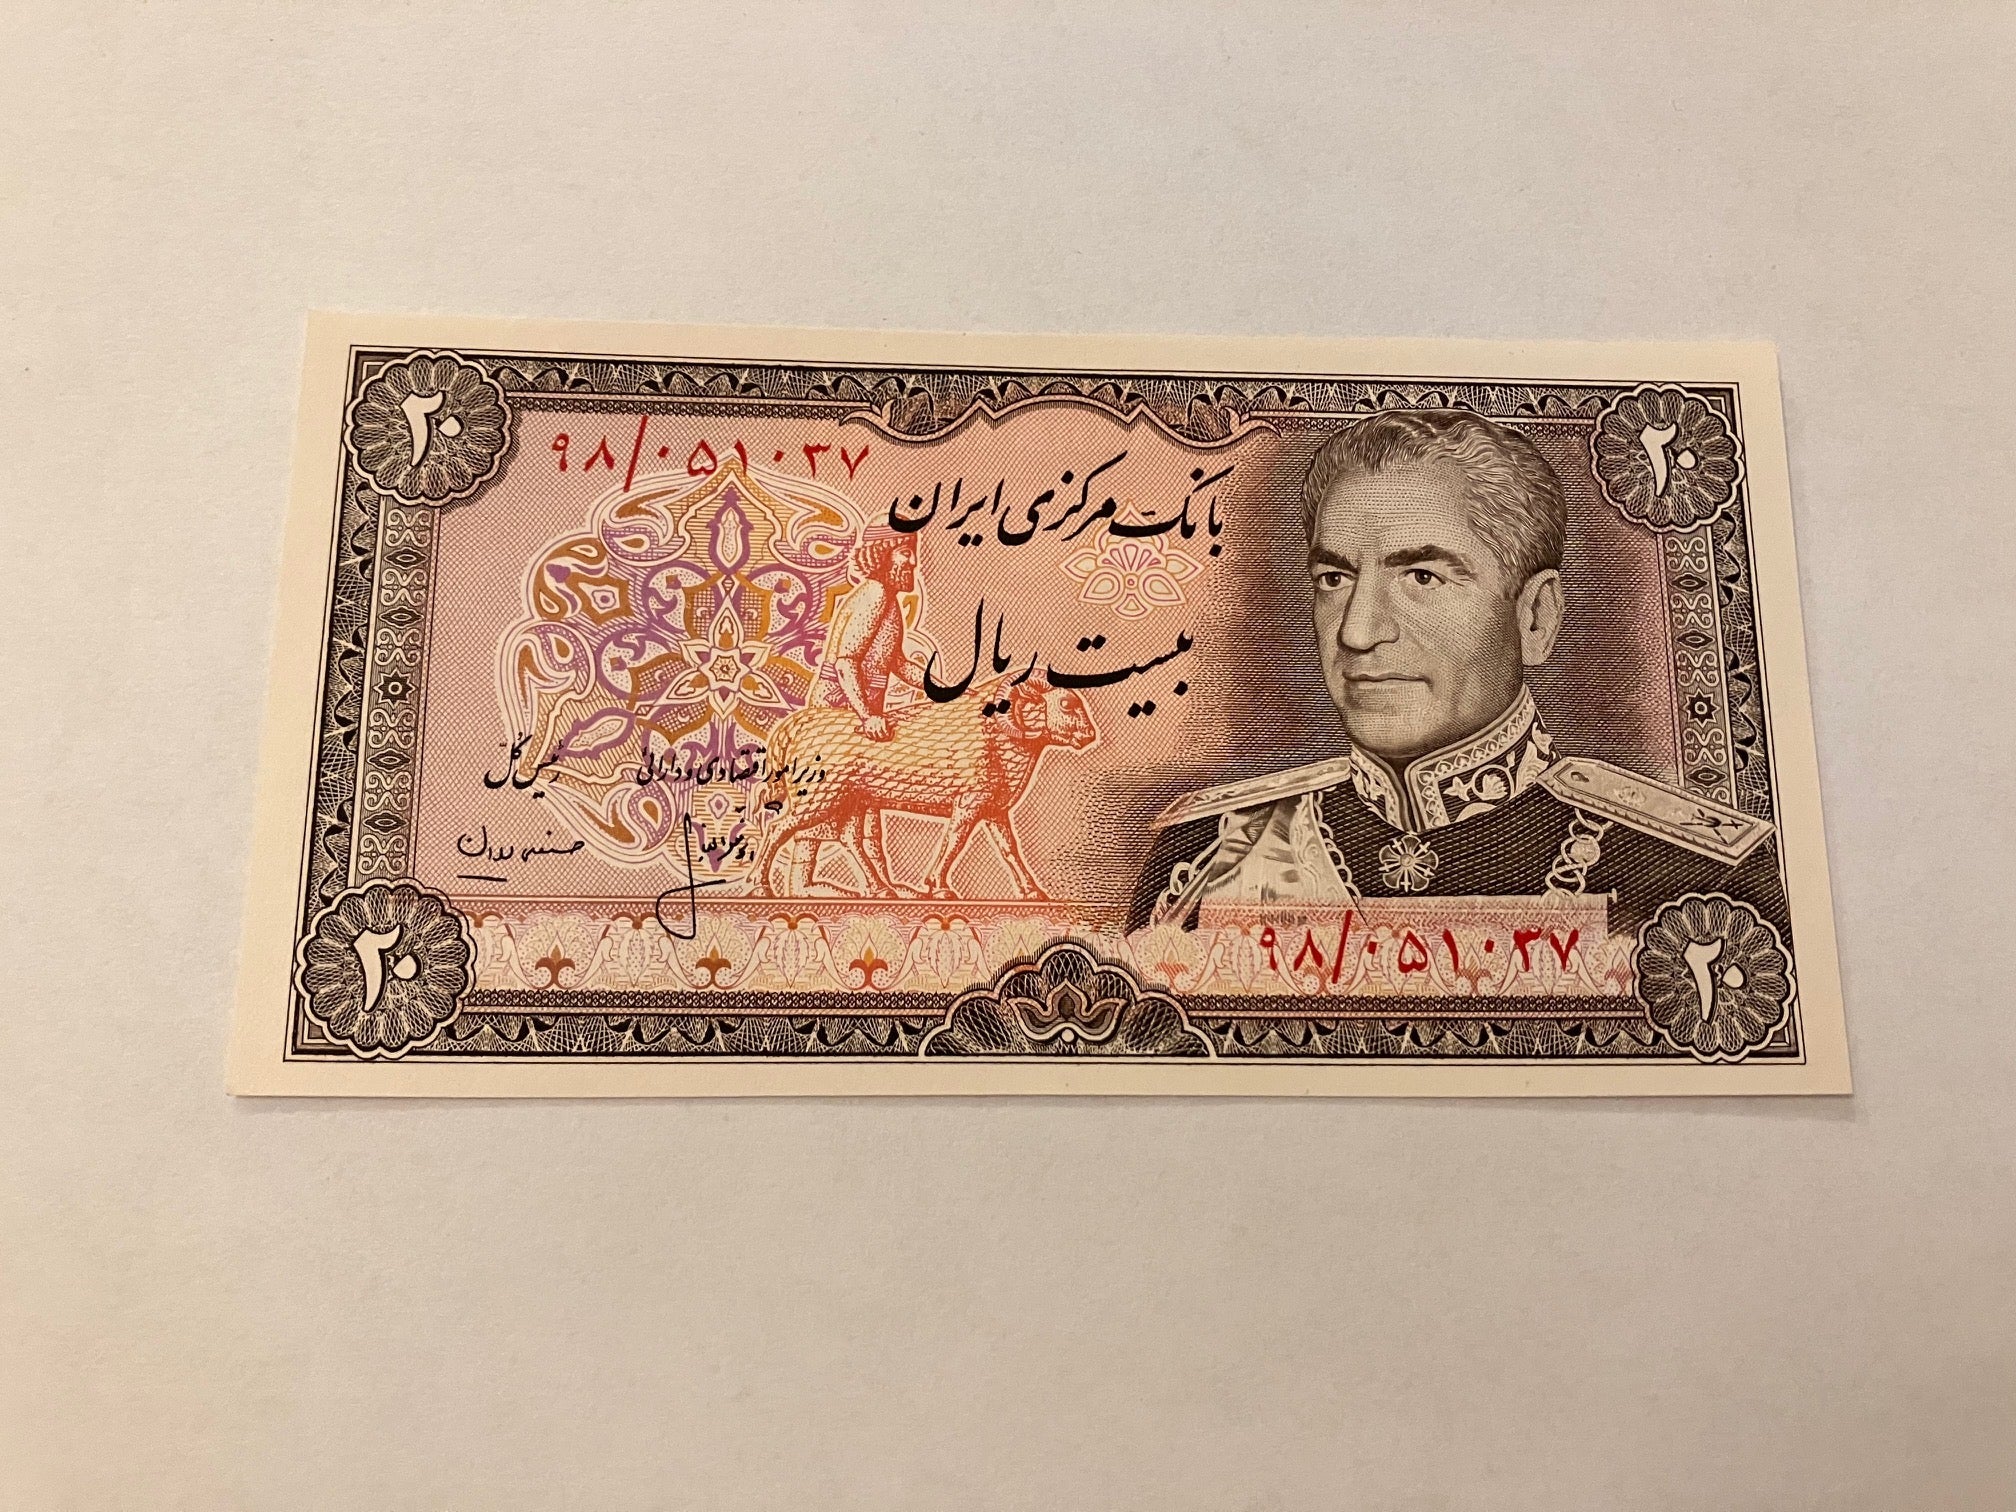 ۲۰
۲۰
۹۸/۰۵۱۰۳۷
بانک مرکزی ایران
بیست ریال
وزیر امور اقتصادی و دارائی
رئیس کل
۹۸/۰۵۱۰۳۷
۲۰
۲۰